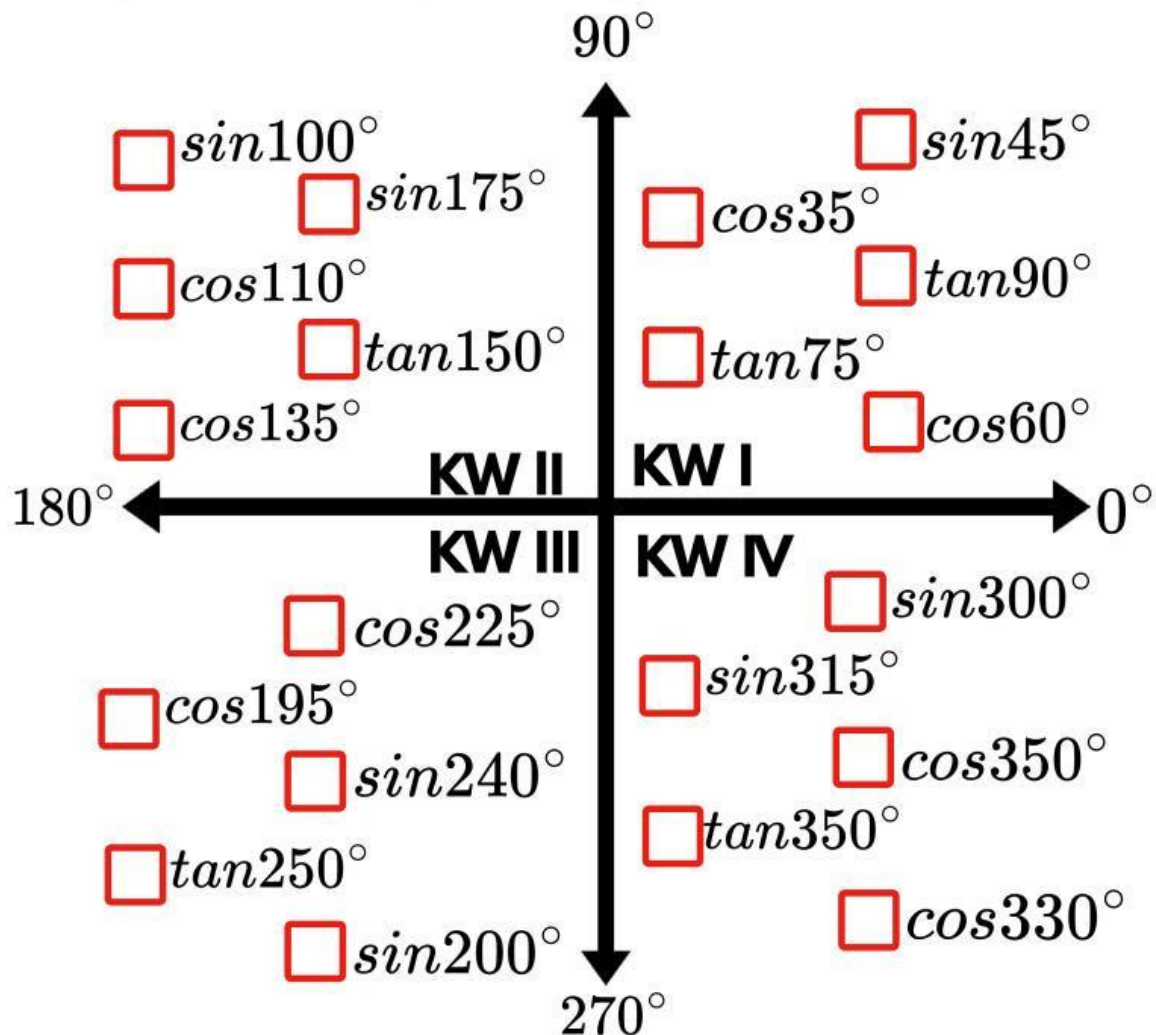 90°
sin100°
sin45°
sin175°
cos35°
cos110°
tan90°
tan150°
tan75°
cos135°
cos60°
KW II
KW I
180°
0°
KW III
KW IV
cos225°
sin300°
cos195°
sin315°
sin240°
cos350°
tan250°
tan350°
sin200°
cos330°
270°